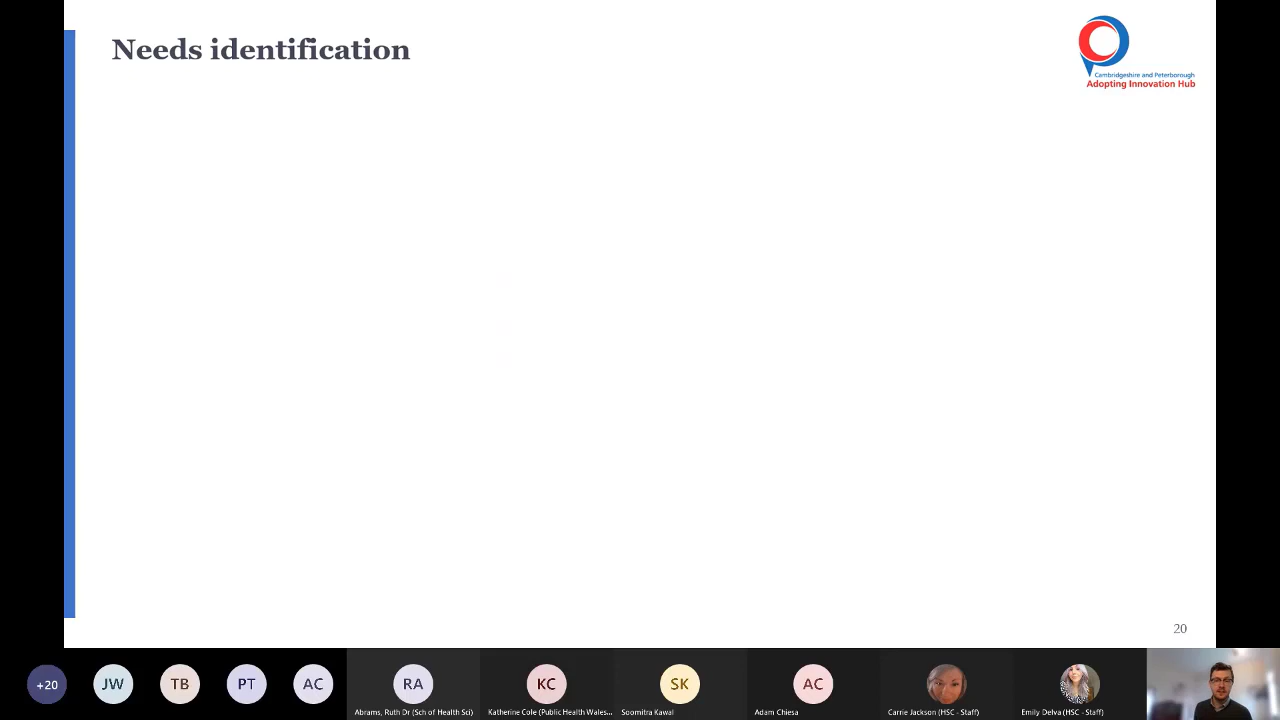 Needs identification
Cambridgeshire and Peterborough
Adopting Innovation Hub
20
+20
JW
TB
PT
AC
RA
KC
SK
AC
Abrams, Ruth Dr (Sch of Health Sci)
Katherine Cole (Public Health Wales...
Soomitra Kawal
Adam Chiesa
Carrie Jackson (HSC - Staff)
Emily Delva (HSC - Staff)